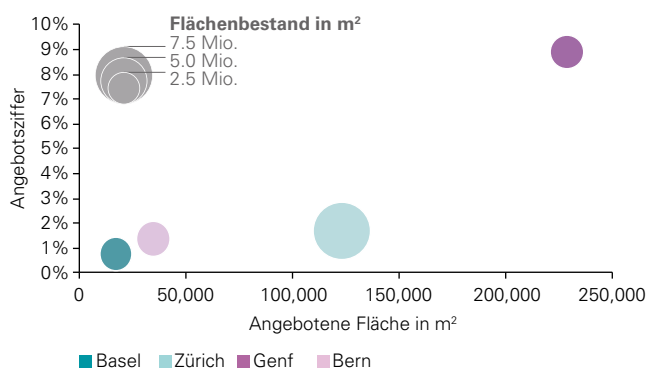 Flächenbestand in m²
7.5 Mio.
5.0 Mio.
2.5 Mio.
Angebotsziffer
10%
9%
8%
7%
6%
5%
4%
3%
2%
1%
0%
0 50,000 100,000 150,000 200,000 250,000
Angebotene Fläche in m²
Basel Zürich Genf Bern